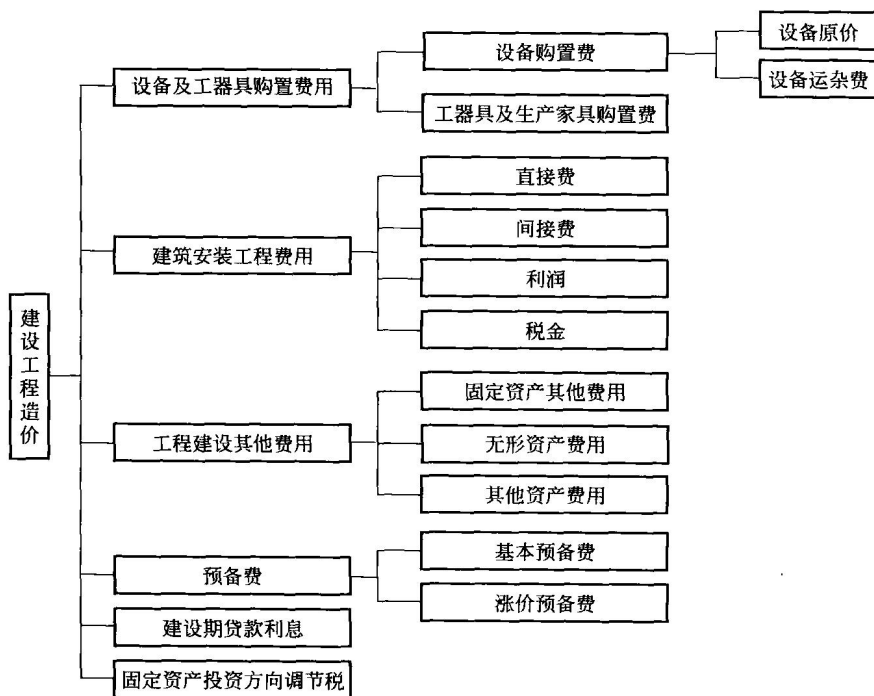 建设工程造价
设备及工器具购置费用
设备购置费
设备原价
设备运杂费
工器具及生产家具购置费
建筑安装工程费用
直接费
间接费
利润
税金
工程建设其他费用
固定资产其他费用
无形资产费用
其他资产费用
预备费
基本预备费
涨价预备费
建设期贷款利息
固定资产投资方向调节税